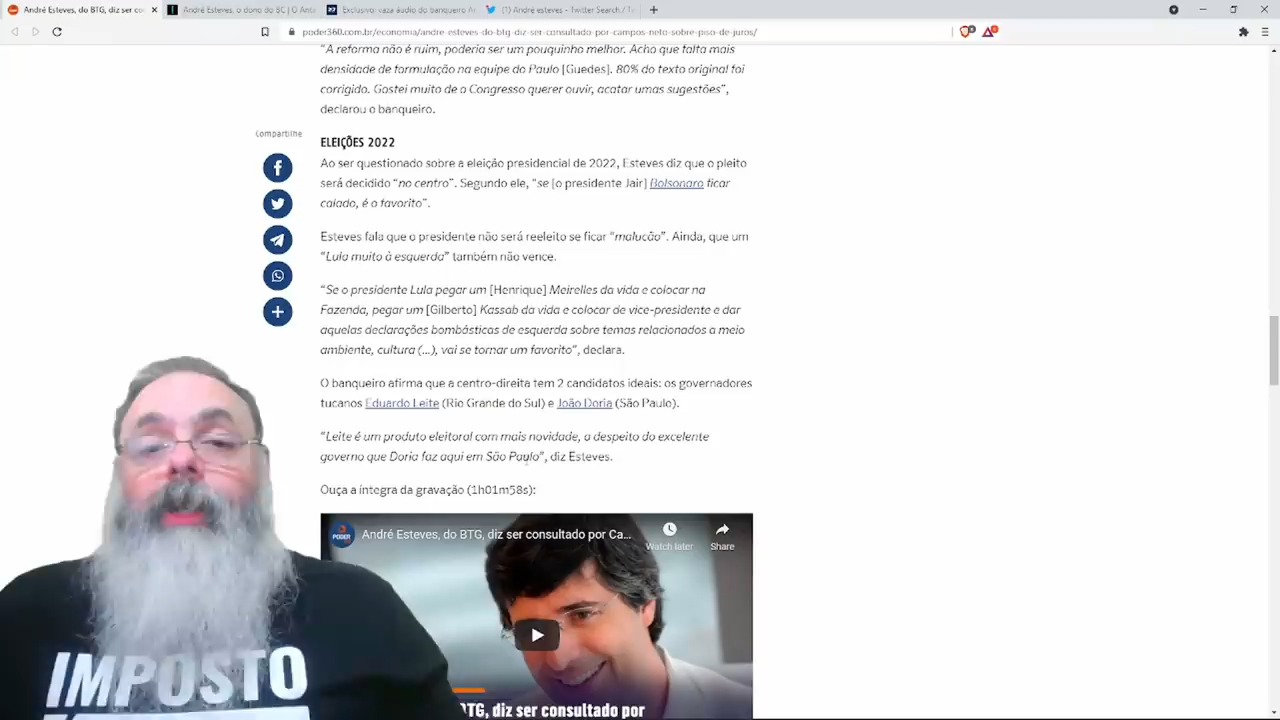 André Esteves, do BTG, diz ser co
André Esteves, o dono do BC | O Ante
Exclusivo: vaza áudo do banqueiro A
(1) André esteves - Twitter Search / Tw
poder360.com.br/economia/andre-esteves-do-btg-diz-ser-consultado-por-campos-neto-sobre-piso-de-juros/
“A reforma não é ruim, poderia ser um pouquinho melhor. Acho que falta mais
densidade de formulação na equipe do Paulo [Guedes]. 80% do texto original foi
corrigido. Gostei muito de o Congresso querer ouvir, acatar umas sugestões”,
declarou o banqueiro.
Compartilhe
ELEIÇÕES 2022
Ao ser questionado sobre a eleição presidencial de 2022, Esteves diz que o pleito
será decidido “no centro”. Segundo ele, “se [o presidente Jair] Bolsonaro ficar
calado, é o favorito”.
Esteves fala que o presidente não será reeleito se ficar “malucão”. Ainda, que um
“Lula muito à esquerda” também não vence.
“Se o presidente Lula pegar um [Henrique] Meirelles da vida e colocar na
Fazenda, pegar um [Gilberto] Kassab da vida e colocar de vice-presidente e dar
aquelas declarações bombásticas de esquerda sobre temas relacionados a meio
ambiente, cultura (...), vai se tornar um favorito”, declara.
O banqueiro afirma que a centro-direita tem 2 candidatos ideais: os governadores
tucanos Eduardo Leite (Rio Grande do Sul) e João Doria (São Paulo).
“Leite é um produto eleitoral com mais novidade, a despeito do excelente
governo que Doria faz aqui em São Paulo”, diz Esteves.
Ouça a íntegra da gravação (1h01m58s):
PODER
André Esteves, do BTG, diz ser consultado por Ca...
Watch later
Share
BTG, diz ser consultado por
IMPOSTO